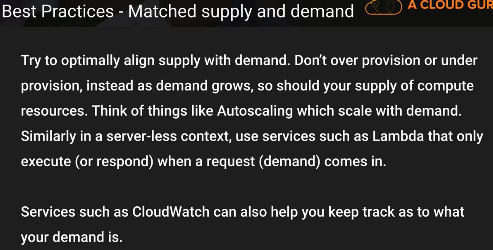 Best Practices - Matched supply and demand
A CLOUD GUR
Try to optimally align supply with demand. Don't over provision or under
provision, instead as demand grows, so should your supply of compute
resources. Think of things like Autoscaling which scale with demand.
Similarly in a server-less context, use services such as Lambda that only
execute (or respond) when a request (demand) comes in.
Services such as CloudWatch can also help you keep track as to what
your demand is.